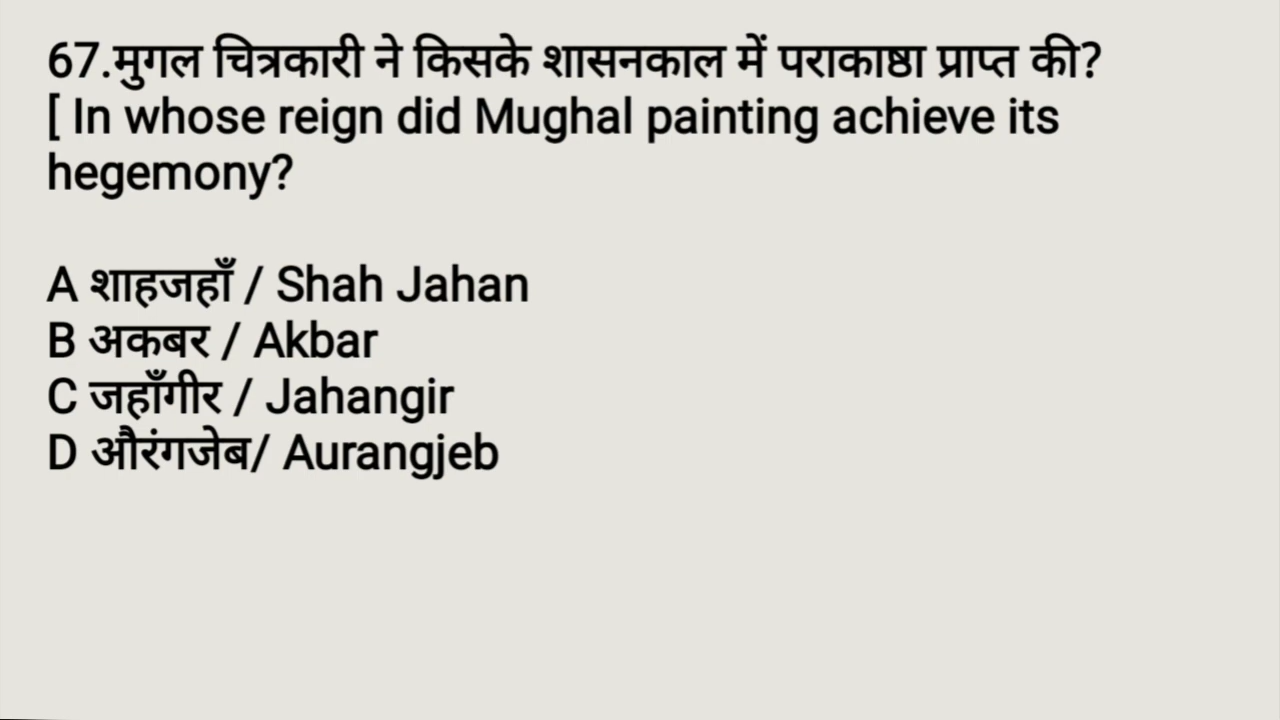 67.मुगल चित्रकारी ने किसके शासनकाल में पराकाष्ठा प्राप्त की?
[ In whose reign did Mughal painting achieve its
hegemony?
A शाहजहाँ / Shah Jahan
B अकबर / Akbar
C जहाँगीर / Jahangir
D औरंगजेब/ Aurangjeb